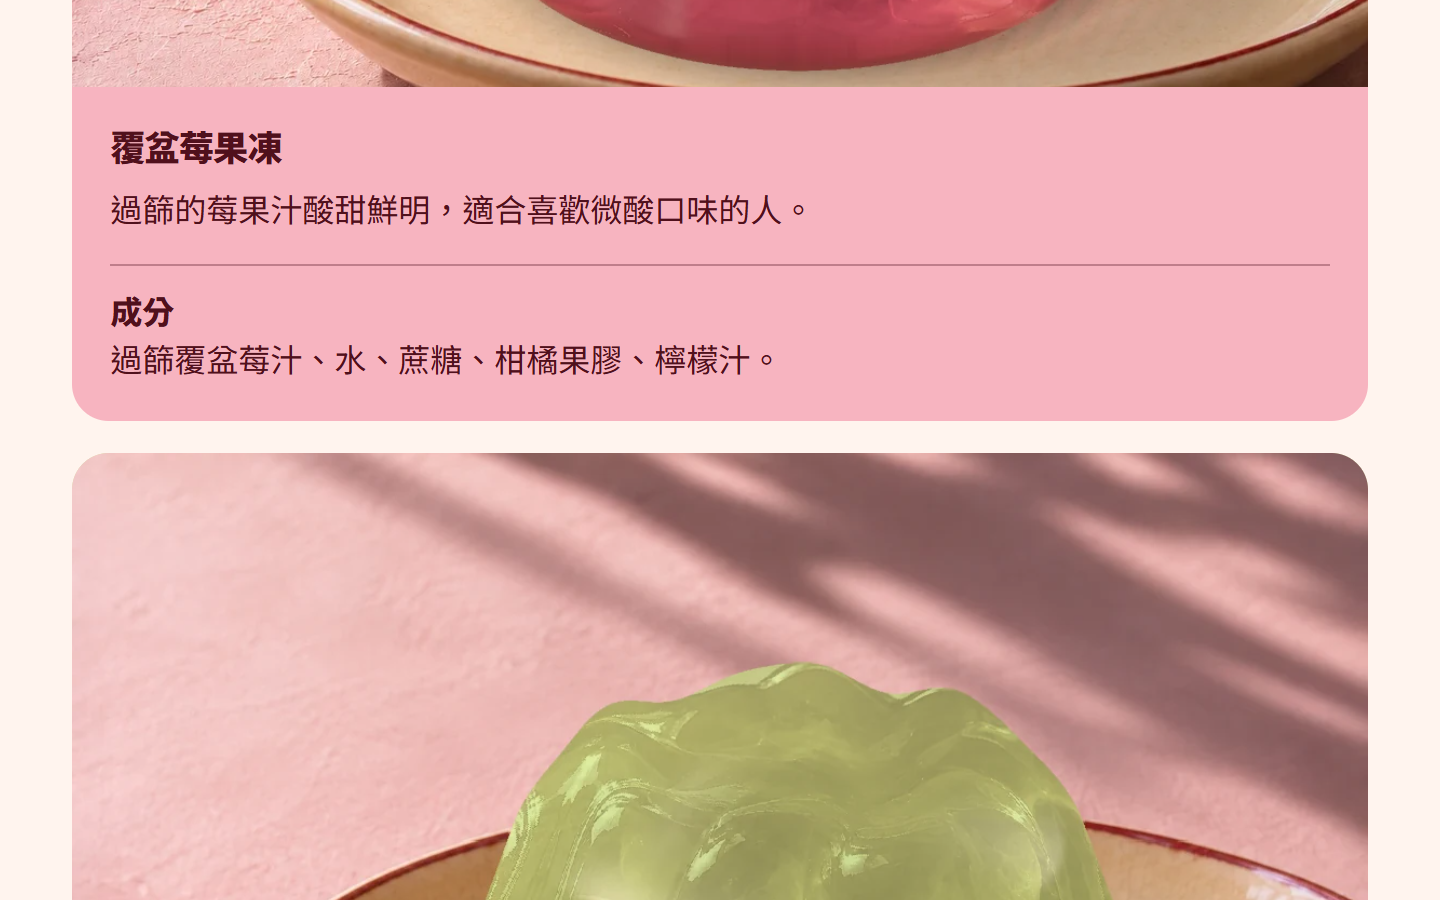 覆盆莓果凍
過篩的莓果汁酸甜鮮明，適合喜歡微酸口味的人。
成分
過篩覆盆莓汁、水、蔗糖、柑橘果膠、檸檬汁。